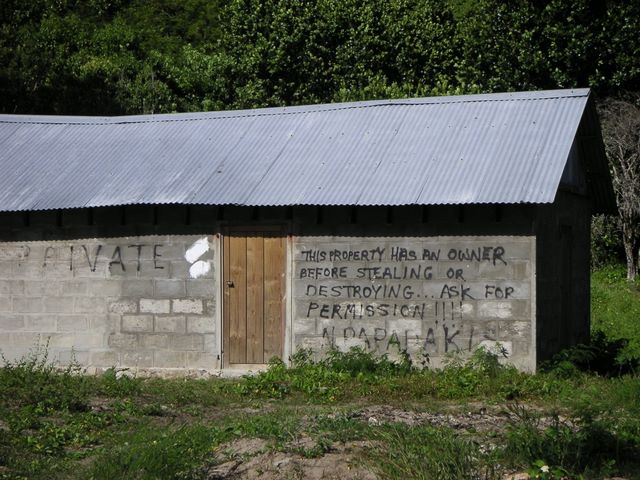 PRIVATE
THIS PROPERTY HAS AN OWNER
BEFORE STEALING OR
DESTROYING... ASK FOR
PERMISSION !!!!